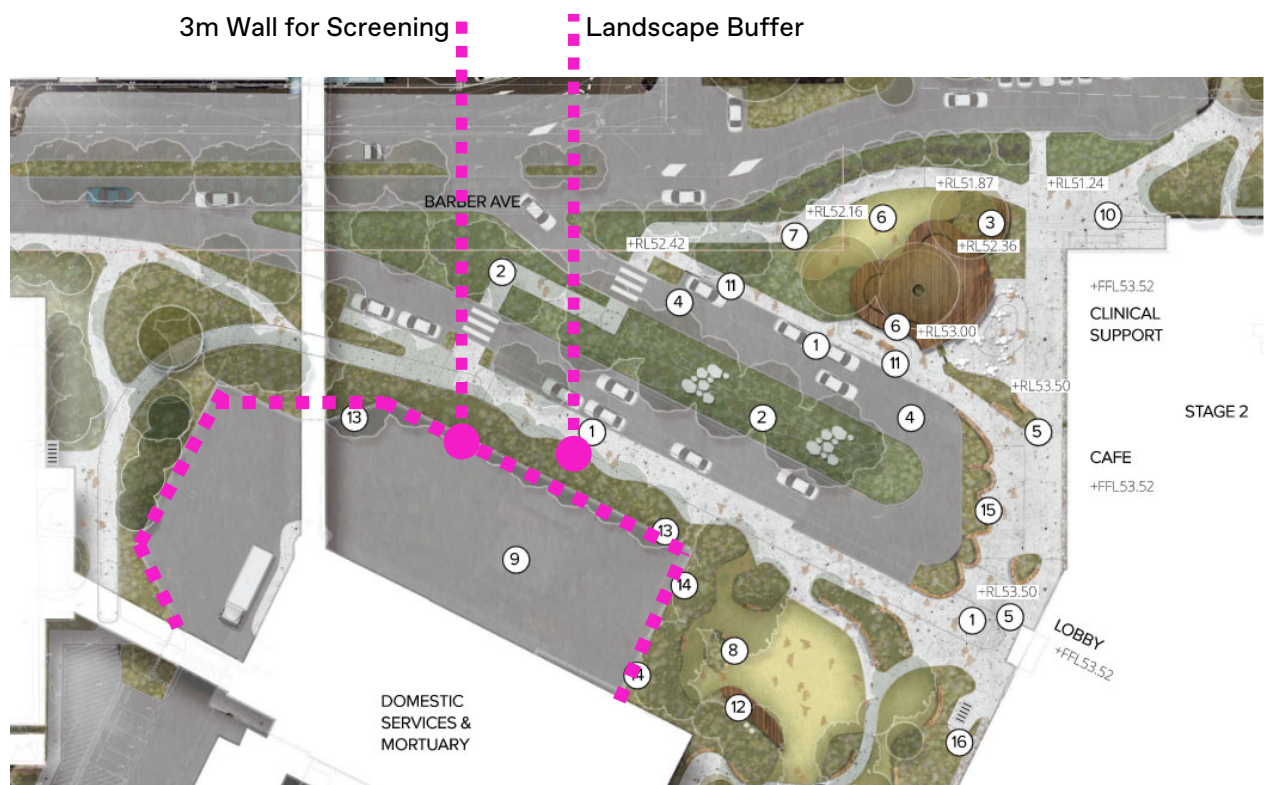 3m Wall for Screening
Landscape Buffer
BARBER AVE
+RL51.87
+RL51.24
+RL52.16
6
3
10
7
+RL52.42
+RL52.36
2
11
4
+FFL53.52
CLINICAL
SUPPORT
6
+RL53.00
1
11
+RL53.50
STAGE 2
13
1
2
4
5
CAFE
+FFL53.52
15
13
9
14
+RL53.50
1
5
LOBBY
+FFL53.52
8
14
12
16
DOMESTIC
SERVICES &
MORTUARY